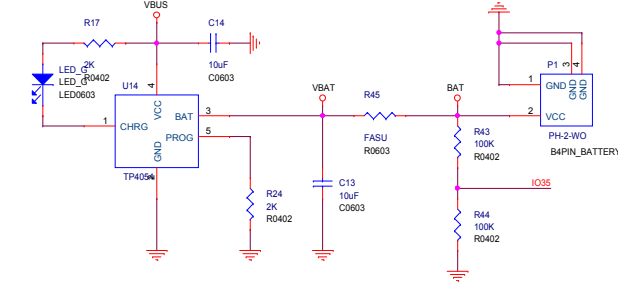 VBUS
R17
C14
2K
R0402
10uF
C0603
LED_G
LED_G
LED0603
U14
4
VCC
1
CHRG
BAT
3
PROG
5
GND
TP4054
VBAT
R45
FASU
R0603
BAT
P1
3
4
1
GND
GND
GND
2
VCC
PH-2-WO
B4PIN_BATTERY
R43
100K
R0402
IO35
R24
2K
R0402
C13
10uF
C0603
R44
100K
R0402